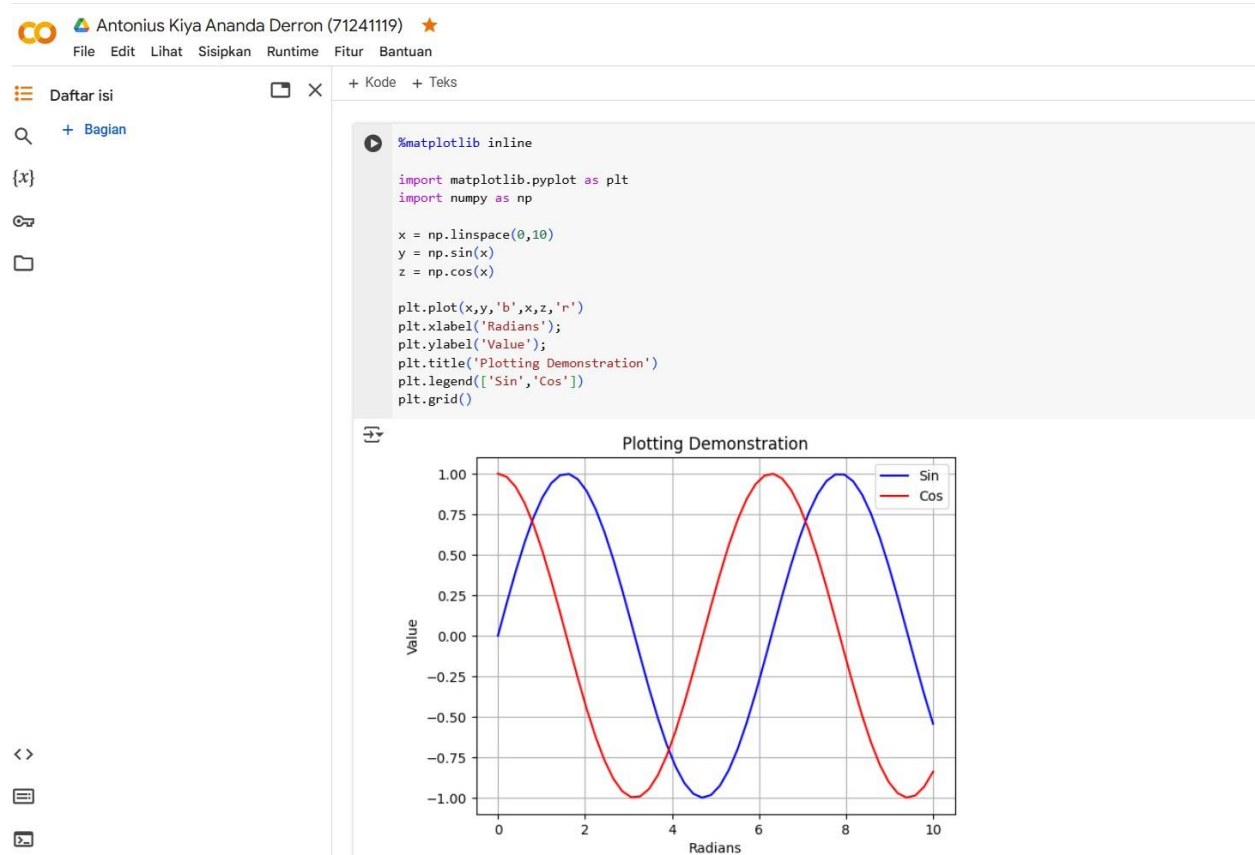 Antonius Kiya Ananda Derron (71241119)
File Edit Lihat Sisipkan Runtime Fitur Bantuan
Daftar isi
+ Bagian
{x}
+ Kode + Teks
%matplotlib inline
import matplotlib.pyplot as plt
import numpy as np
x = np.linspace(0,10)
y = np.sin(x)
z = np.cos(x)
plt.plot(x,y,'b',x,z,'r')
plt.xlabel('Radians');
plt.ylabel('Value');
plt.title('Plotting Demonstration')
plt.legend(['Sin','Cos'])
plt.grid()
Plotting Demonstration
Sin
Cos
1.00
0.75
0.50
0.25
0.00
−0.25
−0.50
−0.75
−1.00
Value
0 2 4 6 8 10
Radians